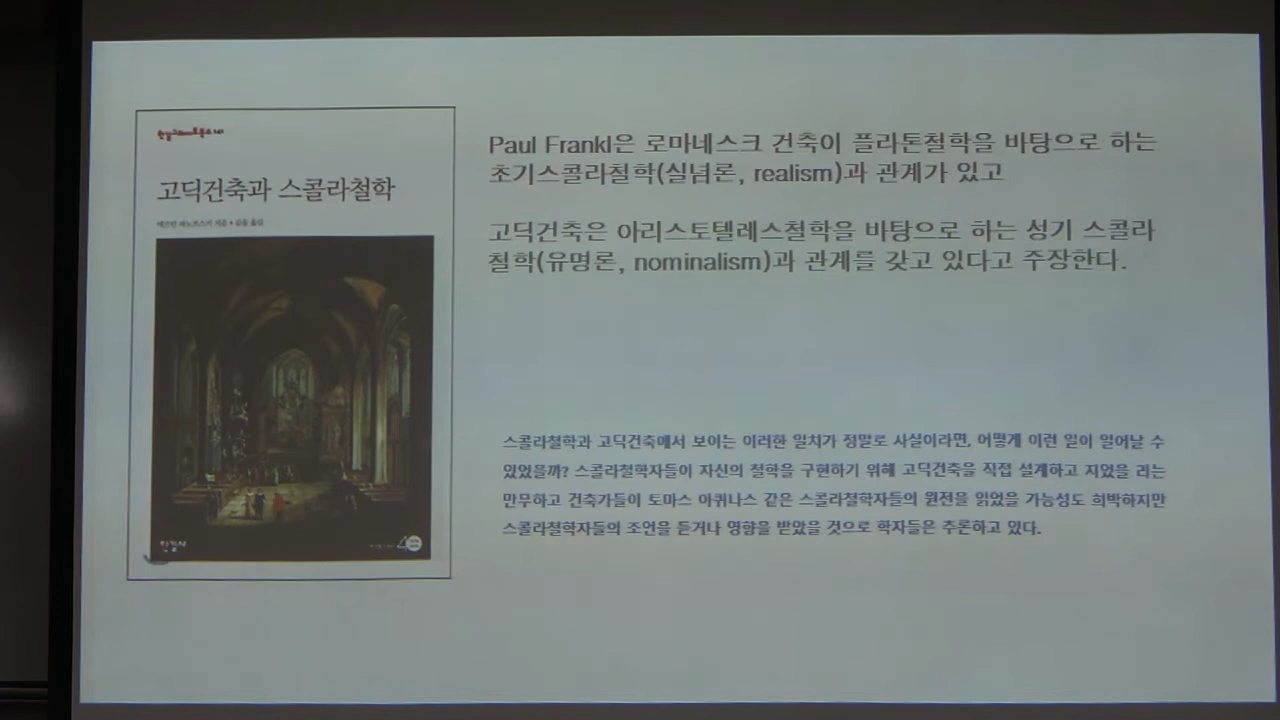 고딕건축과 스콜라철학
Paul Frankl은 로마네스크 건축이 플라톤철학을 바탕으로 하는
초기스콜라철학(실념론, realism)과 관계가 있고
고딕건축은 아리스토텔레스철학을 바탕으로 하는 성기 스콜라
철학(유명론, nominalism)과 관계를 갖고 있다고 주장한다.
스콜라철학과 고딕건축에서 보이는 이러한 일치가 정말로 사실이라면, 어떻게 이런 일이 일어날 수
있었을까? 스콜라철학자들이 자신의 철학을 구현하기 위해 고딕건축을 직접 설계하고 지었을 리는
만무하고 건축가들이 토마스 아퀴나스 같은 스콜라철학자들의 원전을 읽었을 가능성도 희박하지만
스콜라철학자들의 조언을 듣거나 영향을 받았을 것으로 학자들은 추론하고 있다.
한길사